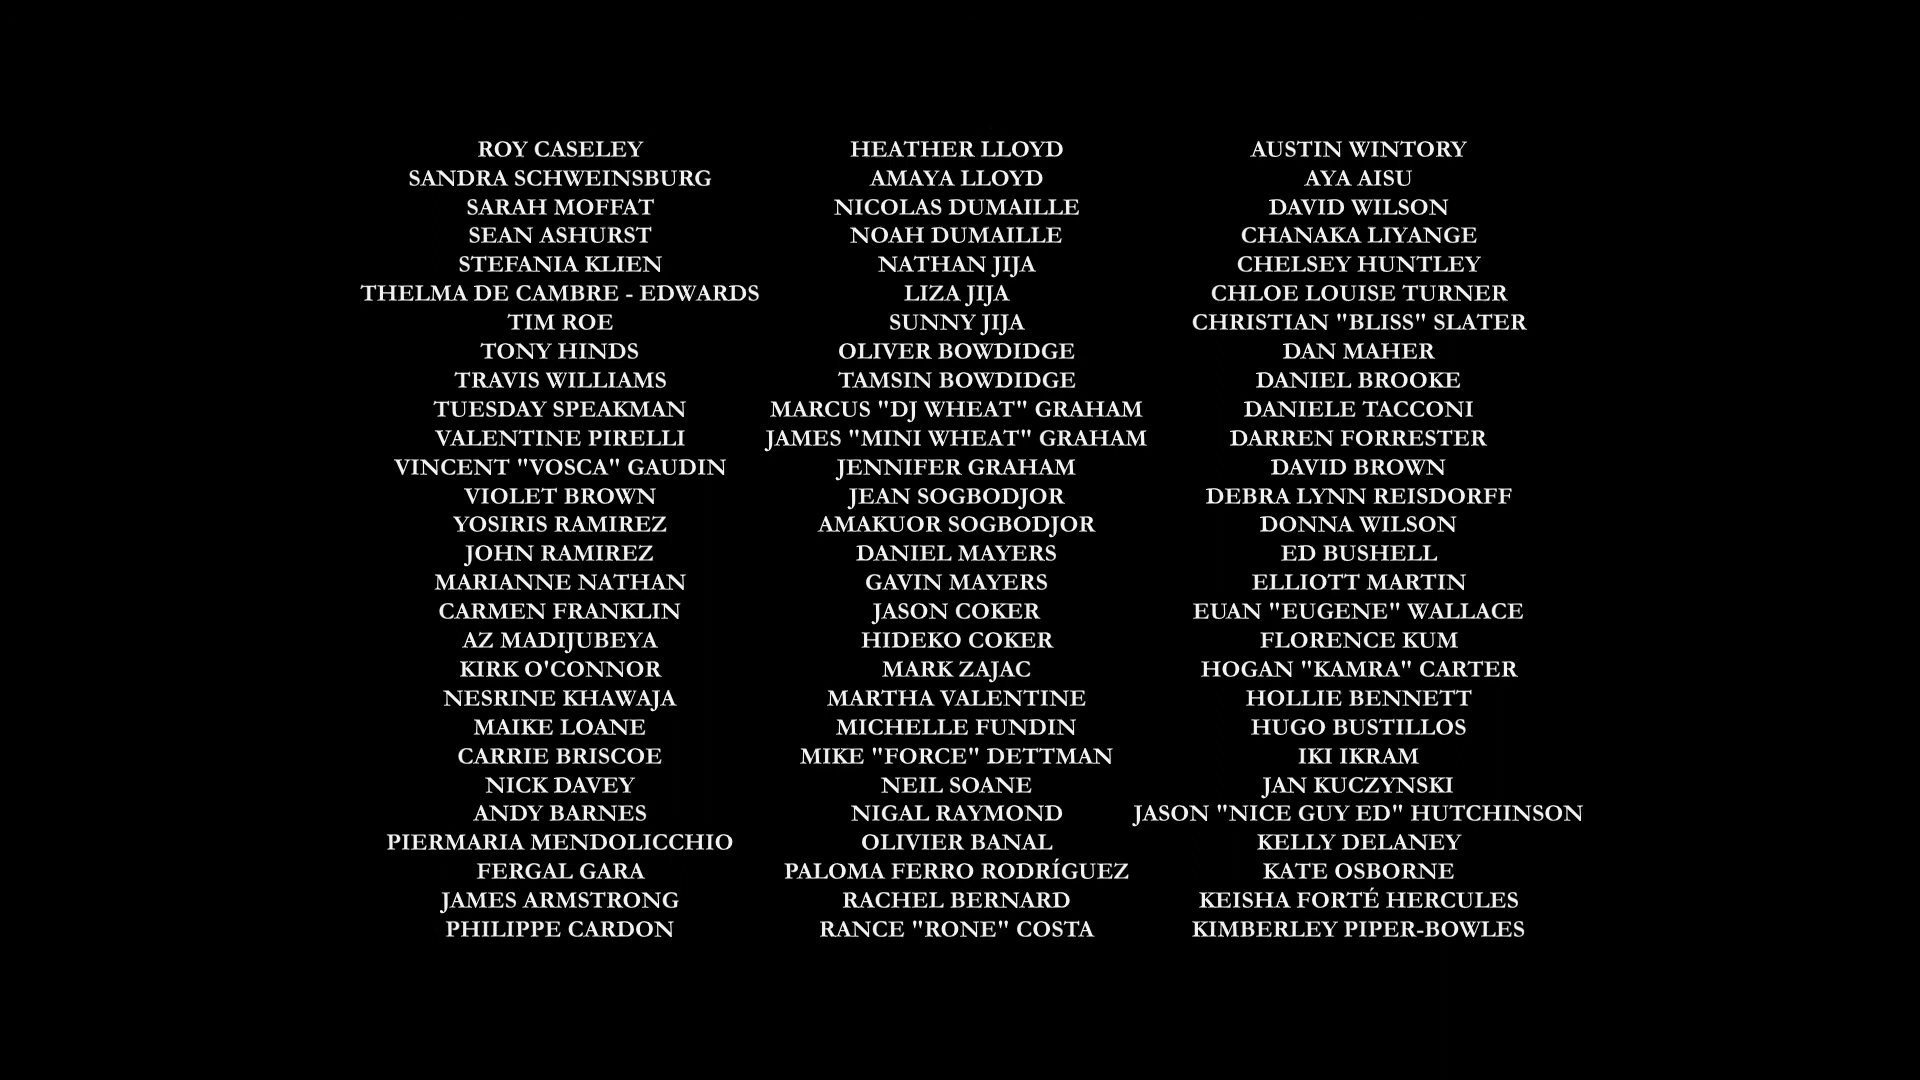 ROY CASELEY
SANDRA SCHWEINSBURG
SARAH MOFFAT
SEAN ASHURST
STEFANIA KLIEN
THELMA DE CAMBRE - EDWARDS
TIM ROE
TONY HINDS
TRAVIS WILLIAMS
TUESDAY SPEAKMAN
VALENTINE PIRELLI
VINCENT "VOSCA" GAUDIN
VIOLET BROWN
YOSIRIS RAMIREZ
JOHN RAMIREZ
MARIANNE NATHAN
CARMEN FRANKLIN
AZ MADIJUBEYA
KIRK O'CONNOR
NESRINE KHAWAJA
MAIKE LOANE
CARRIE BRISCOE
NICK DAVEY
ANDY BARNES
PIERMARIA MENDOLICCHIO
FERGAL GARA
JAMES ARMSTRONG
PHILIPPE CARDON
HEATHER LLOYD
AMAYA LLOYD
NICOLAS DUMAILLE
NOAH DUMAILLE
NATHAN JIJA
LIZA JIJA
SUNNY JIJA
OLIVER BOWDIDGE
TAMSIN BOWDIDGE
MARCUS "DJ WHEAT" GRAHAM
JAMES "MINI WHEAT" GRAHAM
JENNIFER GRAHAM
JEAN SOGBODJOR
AMAKUOR SOGBODJOR
DANIEL MAYERS
GAVIN MAYERS
JASON COKER
HIDEKO COKER
MARK ZAJAC
MARTHA VALENTINE
MICHELLE FUNDIN
MIKE "FORCE" DETTMAN
NEIL SOANE
NIGAL RAYMOND
OLIVIER BANAL
PALOMA FERRO RODRÍGUEZ
RACHEL BERNARD
RANCE "RONE" COSTA
AUSTIN WINTORY
AYA AISU
DAVID WILSON
CHANAKA LIYANGE
CHELSEY HUNTLEY
CHLOE LOUISE TURNER
CHRISTIAN "BLISS" SLATER
DAN MAHER
DANIEL BROOKE
DANIELE TACCONI
DARREN FORRESTER
DAVID BROWN
DEBRA LYNN REISDORFF
DONNA WILSON
ED BUSHELL
ELLIOTT MARTIN
EUAN "EUGENE" WALLACE
FLORENCE KUM
HOGAN "KAMRA" CARTER
HOLLIE BENNETT
HUGO BUSTILLOS
IKI IKRAM
JAN KUCZYNSKI
JASON "NICE GUY ED" HUTCHINSON
KELLY DELANEY
KATE OSBORNE
KEISHA FORTÉ HERCULES
KIMBERLEY PIPER-BOWLES